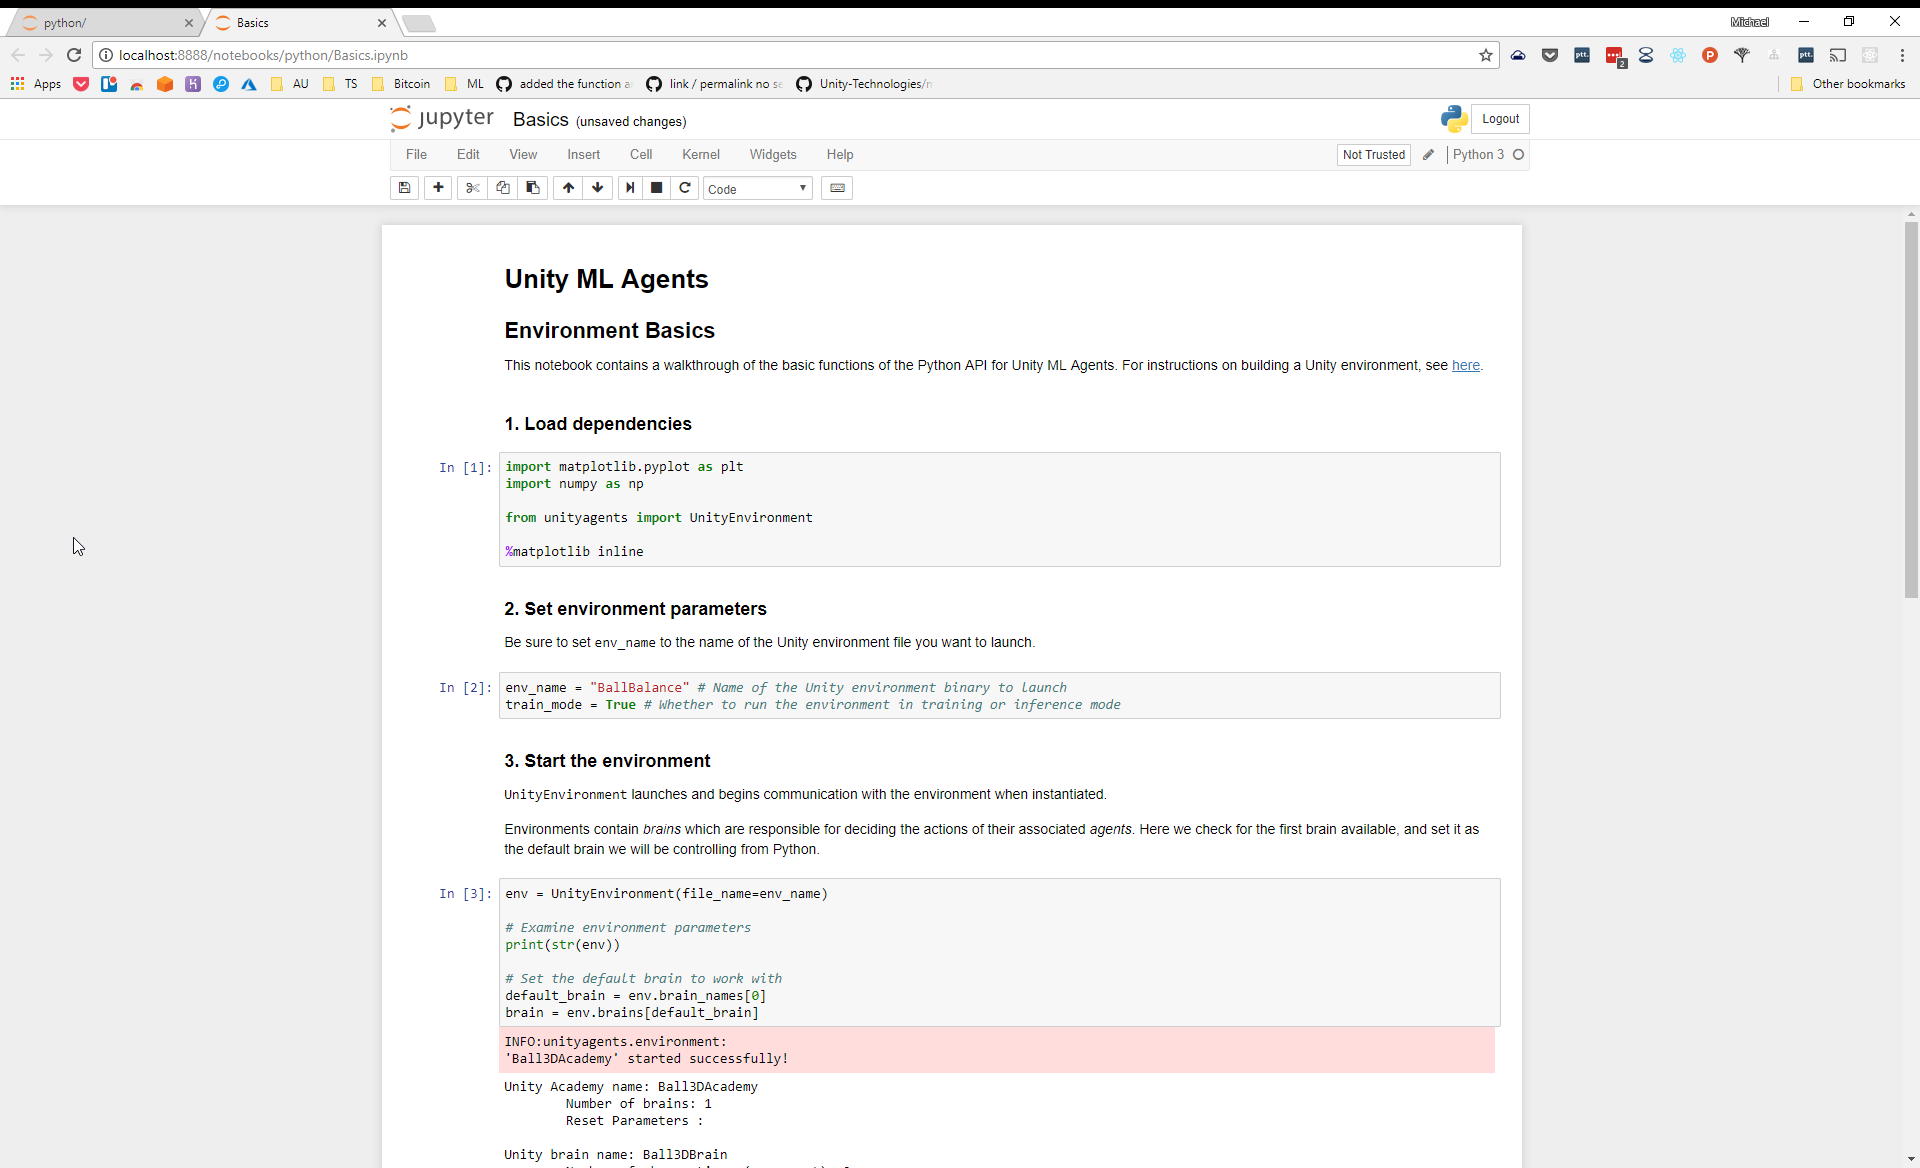 python/
Basics
Michael
localhost:8888/notebooks/python/Basics.ipynb
Apps
AU
TS
Bitcoin
ML
added the function a
link / permalink no se
Unity-Technologies/
Other bookmarks
jupyter Basics (unsaved changes)
Logout
File Edit View Insert Cell Kernel Widgets Help
Not Trusted
Python 3
Code
Unity ML Agents
Environment Basics
This notebook contains a walkthrough of the basic functions of the Python API for Unity ML Agents. For instructions on building a Unity environment, see here.
1. Load dependencies
In [1]: import matplotlib.pyplot as plt
import numpy as np
from unityagents import UnityEnvironment
%matplotlib inline
2. Set environment parameters
Be sure to set env_name to the name of the Unity environment file you want to launch.
In [2]: env_name = "BallBalance" # Name of the Unity environment binary to launch
train_mode = True # Whether to run the environment in training or inference mode
3. Start the environment
UnityEnvironment launches and begins communication with the environment when instantiated.
Environments contain brains which are responsible for deciding the actions of their associated agents. Here we check for the first brain available, and set it as
the default brain we will be controlling from Python.
In [3]: env = UnityEnvironment(file_name=env_name)
# Examine environment parameters
print(str(env))
# Set the default brain to work with
default_brain = env.brain_names[0]
brain = env.brains[default_brain]
INFO:unityagents.environment:
'Ball3DAcademy' started successfully!
Unity Academy name: Ball3DAcademy
Number of brains: 1
Reset Parameters :
Unity brain name: Ball3DBrain